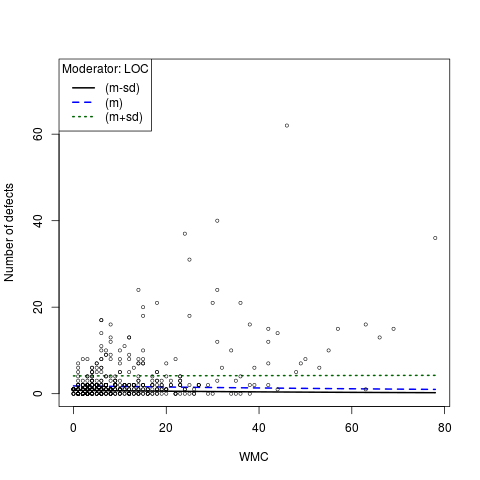 Moderator: LOC
(m-sd)
(m)
(m+sd)
Number of defects
60
40
20
0
0 20 40 60 80
WMC